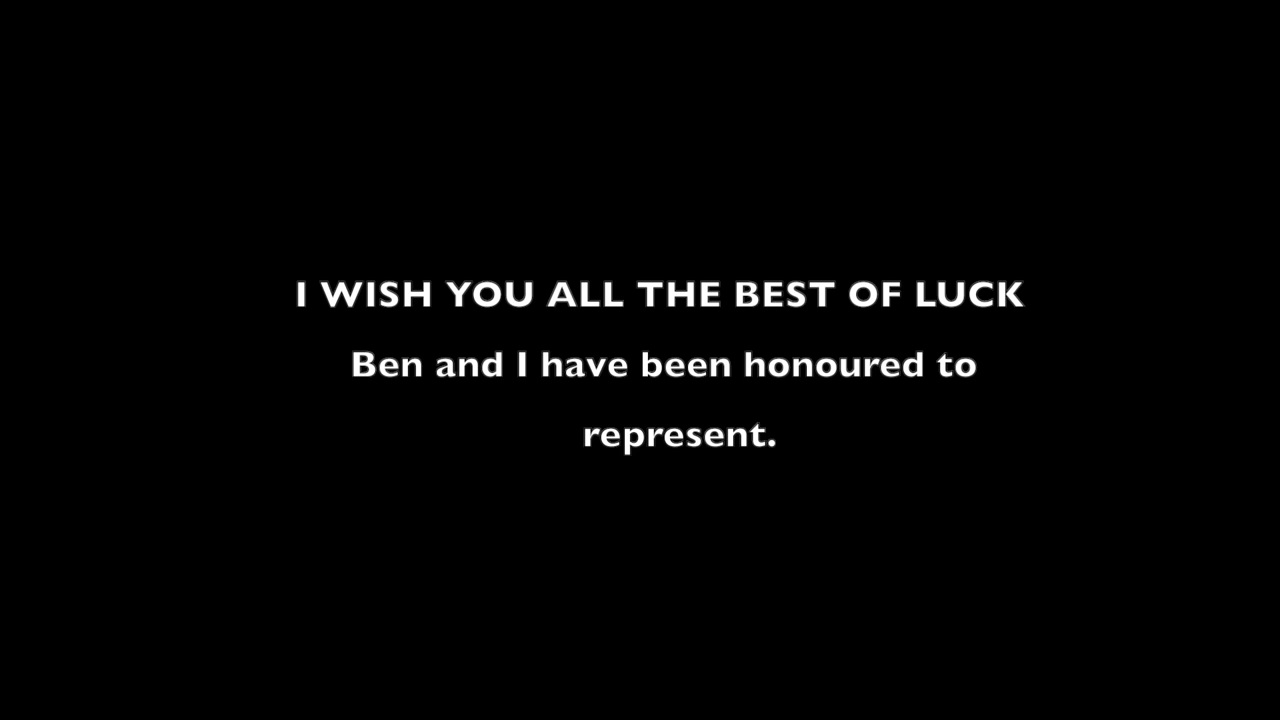 I WISH YOU ALL THE BEST OF LUCK
Ben and I have been honoured to
represent.